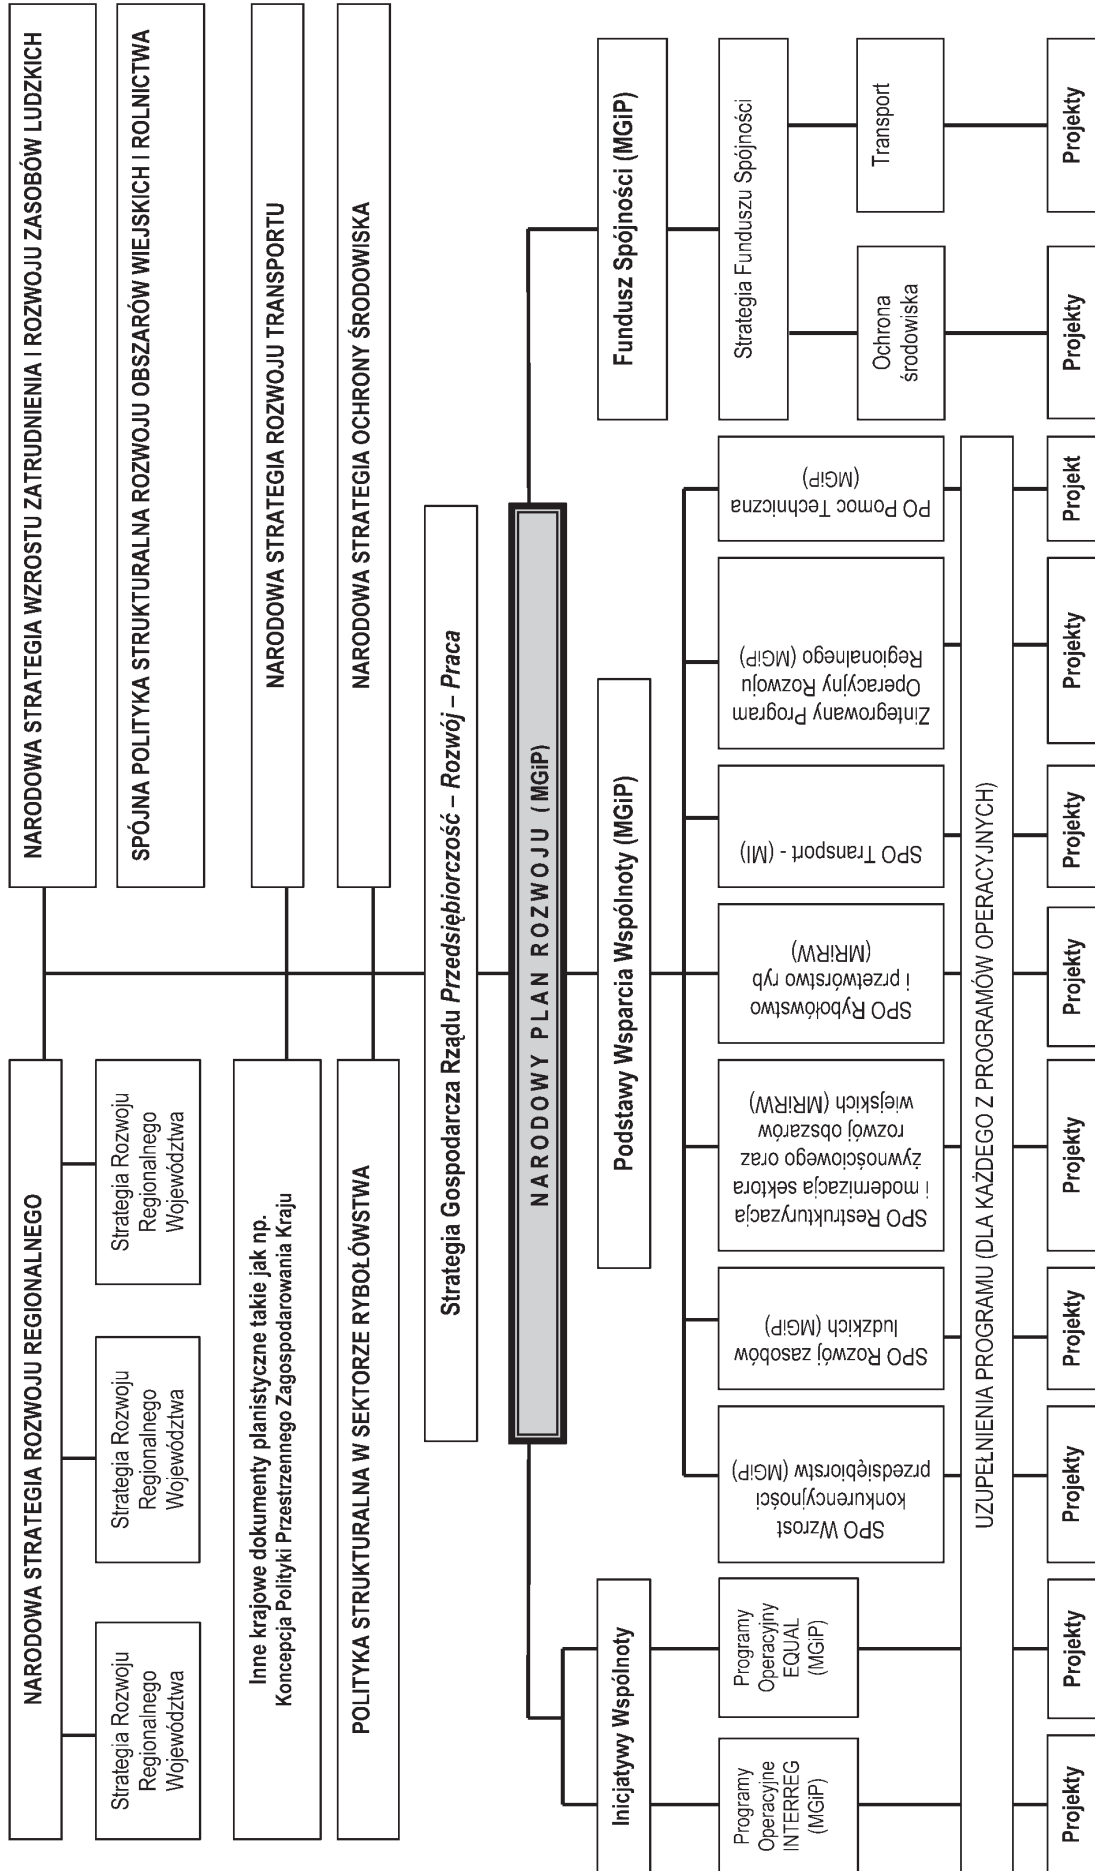 NARODOWA STRATEGIA ROZWOJU REGIONALNEGO
Strategia Rozwoju
Regionalnego
Województwa
Strategia Rozwoju
Regionalnego
Województwa
Strategia Rozwoju
Regionalnego
Województwa
Inne krajowe dokumenty planistyczne takie jak np.
Koncepcja Polityki Przestrzennego Zagospodarowania Kraju
POLITYKA STRUKTURALNA W SEKTORZE RYBOŁÓWSTWA
NARODOWA STRATEGIA WZROSTU ZATRUDNIENIA I ROZWOJU ZASOBÓW LUDZKICH
SPÓJNA POLITYKA STRUKTURALNA ROZWOJU OBSZARÓW WIEJSKICH I ROLNICTWA
NARODOWA STRATEGIA ROZWOJU TRANSPORTU
NARODOWA STRATEGIA OCHRONY ŚRODOWISKA
Strategia Gospodarcza Rządu Przedsiębiorczość – Rozwój – Praca
NARODOWY PLAN ROZWOJU ( MGiP)
Inicjatywy Wspólnoty
Podstawy Wsparcia Wspólnoty (MGiP)
Fundusz Spójności (MGiP)
Programy
Operacyjne
INTERREG
(MGiP)
Programy
Operacyjny
EQUAL
(MGiP)
SPO Wzrost
konkurencyjności
przedsiębiorstw (MGiP)
SPO Rozwój zasobów
ludzkich (MGiP)
SPO Restrukturyzacja
i modernizacja sektora
żywnościowego oraz
rozwój obszarów
wiejskich (MRiRW)
SPO Rybołówstwo
i przetwórstwo ryb
(MRiRW)
SPO Transport - (MI)
Zintegrowany Program
Operacyjny Rozwoju
Regionalnego (MGiP)
PO Pomoc Techniczna
(MGiP)
Strategia Funduszu Spójności
Ochrona
środowiska
Transport
UZUPEŁNIENIA PROGRAMU (DLA KAŻDEGO Z PROGRAMÓW OPERACYJNYCH)
Projekty
Projekty
Projekty
Projekty
Projekty
Projekty
Projekty
Projekty
Projekt
Projekty
Projekty